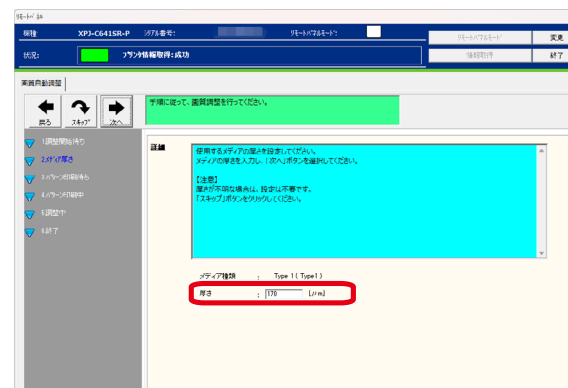 ﾘﾓｰﾄﾊﾟﾈﾙ
機種 XPJ-C641SR-P ｼﾘｱﾙ番号: ﾘﾓｰﾄﾊﾟﾈﾙﾓｰﾄﾞ: ﾘﾓｰﾄﾊﾟﾈﾙﾓｰﾄﾞ 変更
状況: ﾌﾟﾘﾝﾀ情報取得:成功 情報取得 終了
画質自動調整
戻る ｽｷｯﾌﾟ 次へ
手順に従って、画質調整を行ってください。
1.調整開始待ち
2.ﾒﾃﾞｨｱ厚さ
3.ﾊﾟﾀｰﾝ印刷待ち
4.ﾊﾟﾀｰﾝ印刷中
5.調整中
6.終了
詳細
使用するメディアの厚さを設定してください。
メディアの厚さを入力し、「次へ」ボタンを選択してください。
【注意】
厚さが不明な場合は、設定は不要です。
「スキップ」ボタンをクリックしてください。
メディア種類 : Type 1 ( Type1 )
厚さ : 170 [μm]